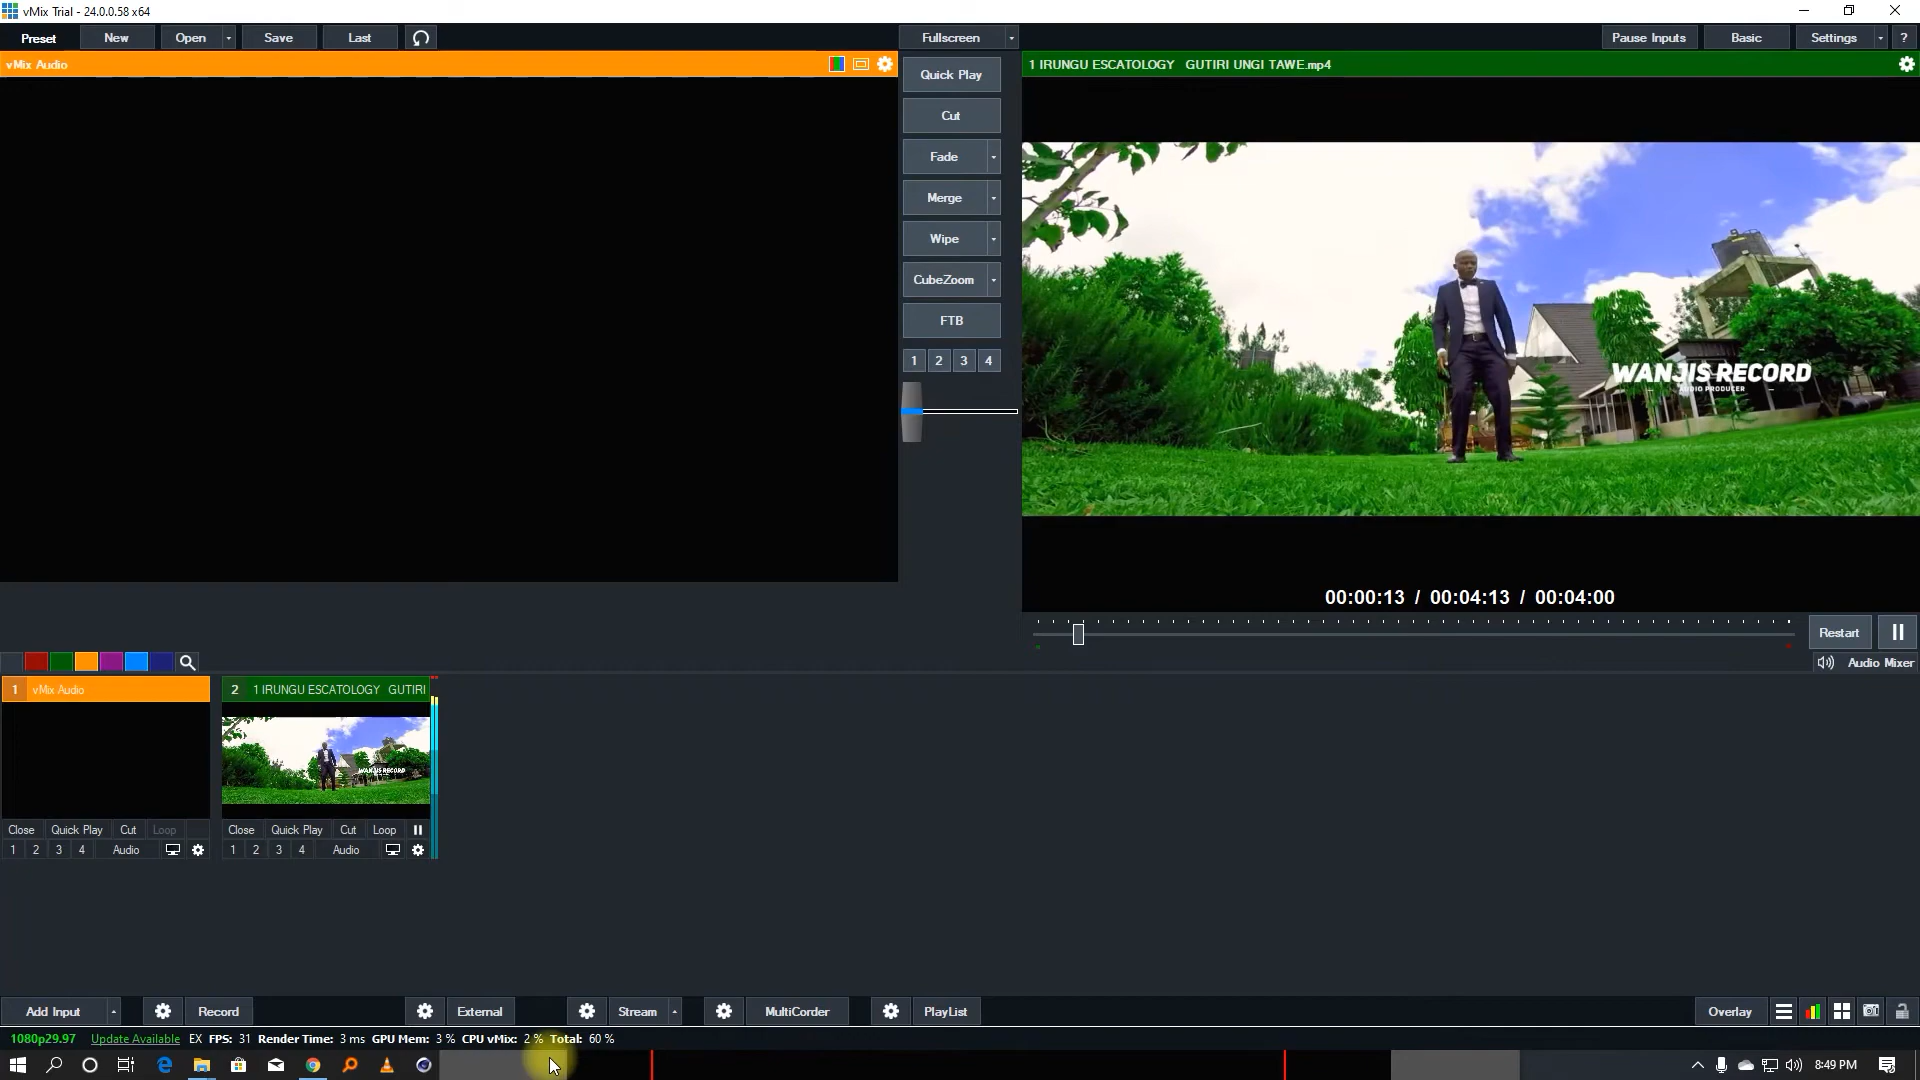 vMix Trial - 24.0.0.58 x64
Preset New Open Save Last Fullscreen Pause Inputs Basic Settings ?
vMix Audio
1 IRUNGU ESCATOLOGY GUTIRI UNGI TAWE.mp4
Quick Play
Cut
Fade
Merge
Wipe
CubeZoom
FTB
1 2 3 4
WANJIS RECORD
AUDIO PRODUCER
00:00:13 / 00:04:13 / 00:04:00
Restart
Audio Mixer
1 vMix Audio
2 1 IRUNGU ESCATOLOGY GUTIRI
WANJIS RECORD
Close Quick Play Cut Loop
Close Quick Play Cut Loop
1 2 3 4 Audio
1 2 3 4 Audio
Add Input Record External Stream MultiCorder PlayList Overlay
1080p29.97 Update Available EX FPS: 31 Render Time: 3 ms GPU Mem: 3 % CPU vMix: 2 % Total: 60 %
8:49 PM